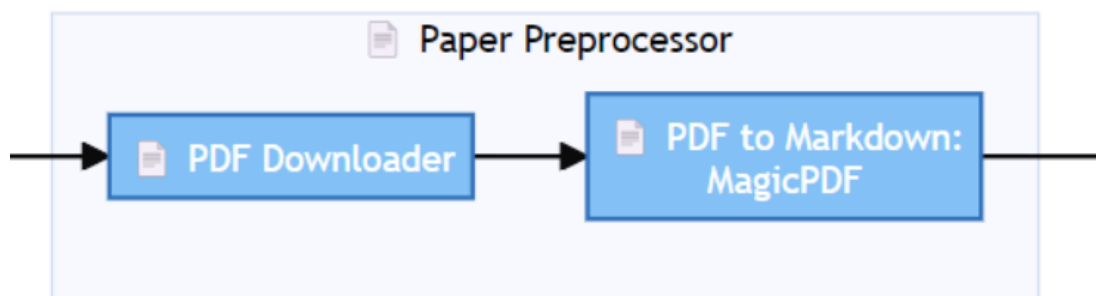 Paper Preprocessor
PDF Downloader
PDF to Markdown:
MagicPDF